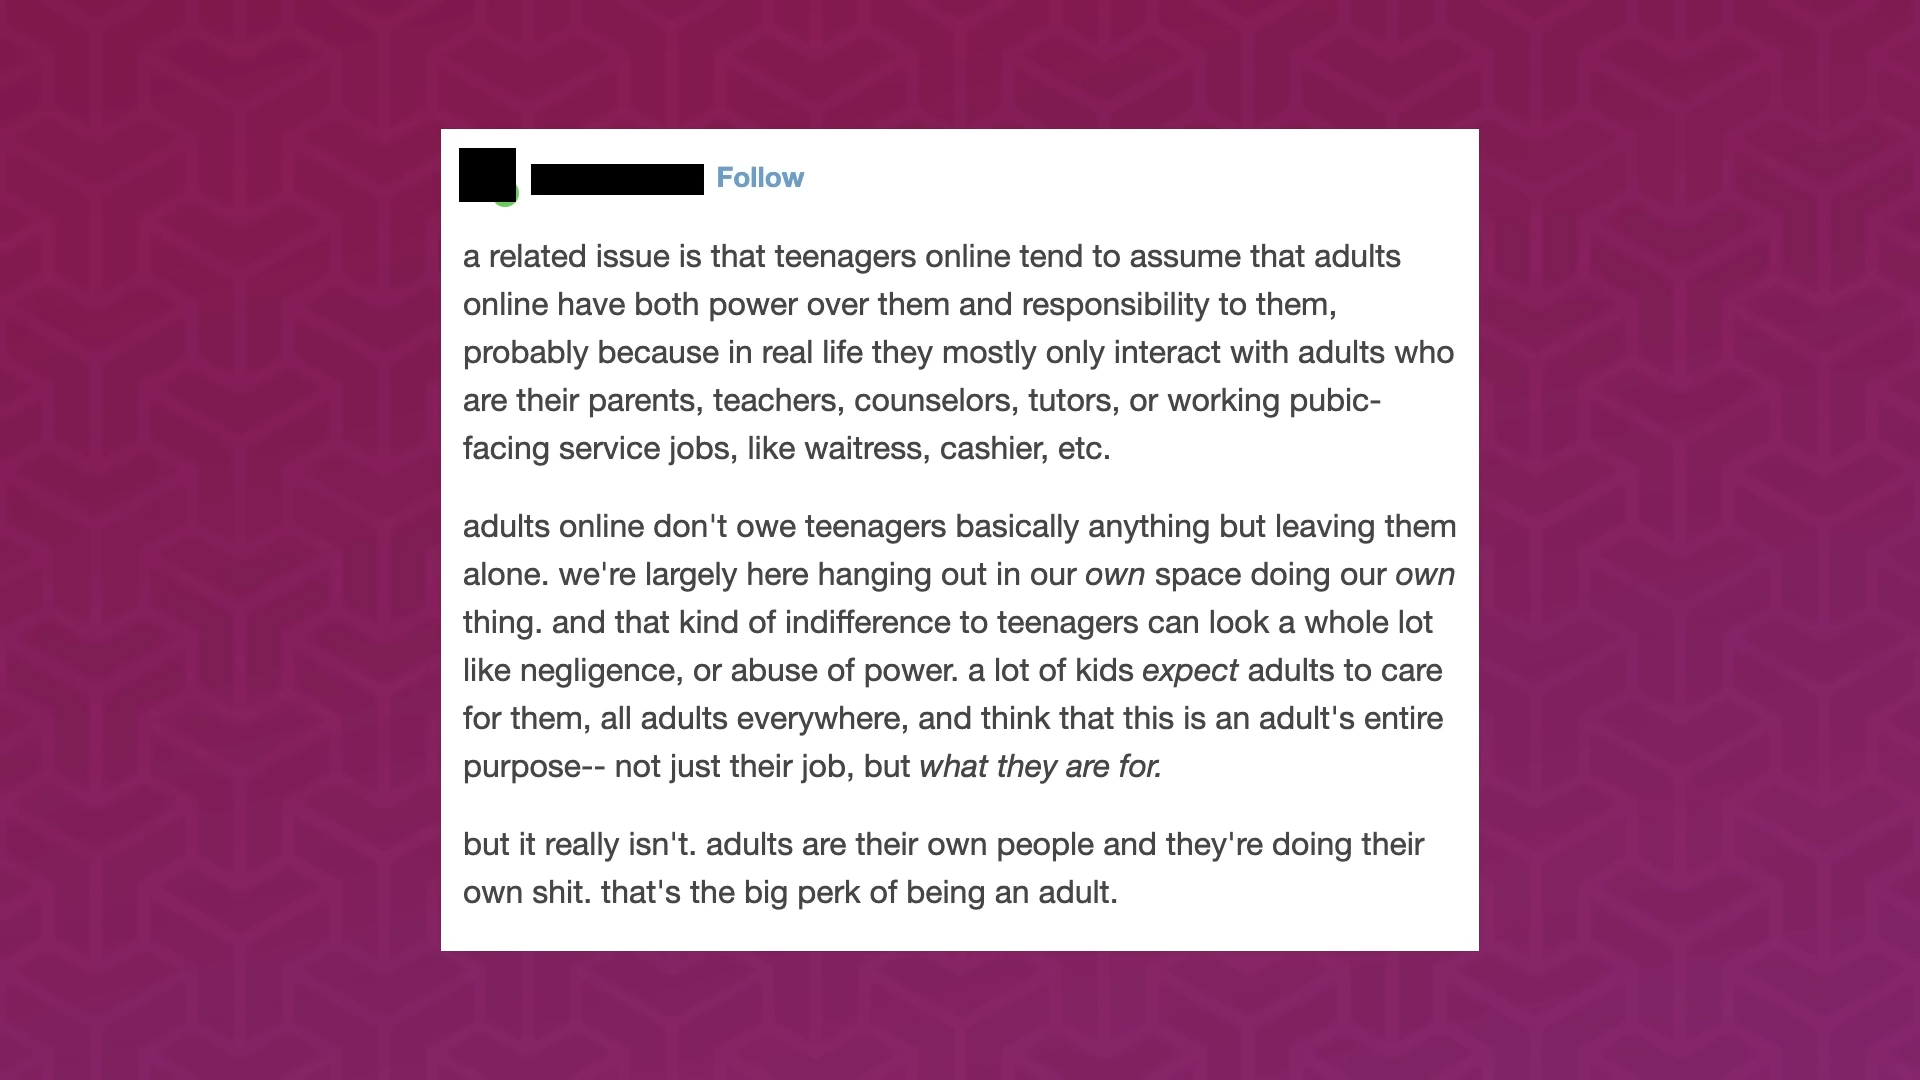 Follow
a related issue is that teenagers online tend to assume that adults
online have both power over them and responsibility to them,
probably because in real life they mostly only interact with adults who
are their parents, teachers, counselors, tutors, or working pubic-
facing service jobs, like waitress, cashier, etc.
adults online don't owe teenagers basically anything but leaving them
alone. we're largely here hanging out in our own space doing our own
thing. and that kind of indifference to teenagers can look a whole lot
like negligence, or abuse of power. a lot of kids expect adults to care
for them, all adults everywhere, and think that this is an adult's entire
purpose-- not just their job, but what they are for.
but it really isn't. adults are their own people and they're doing their
own shit. that's the big perk of being an adult.